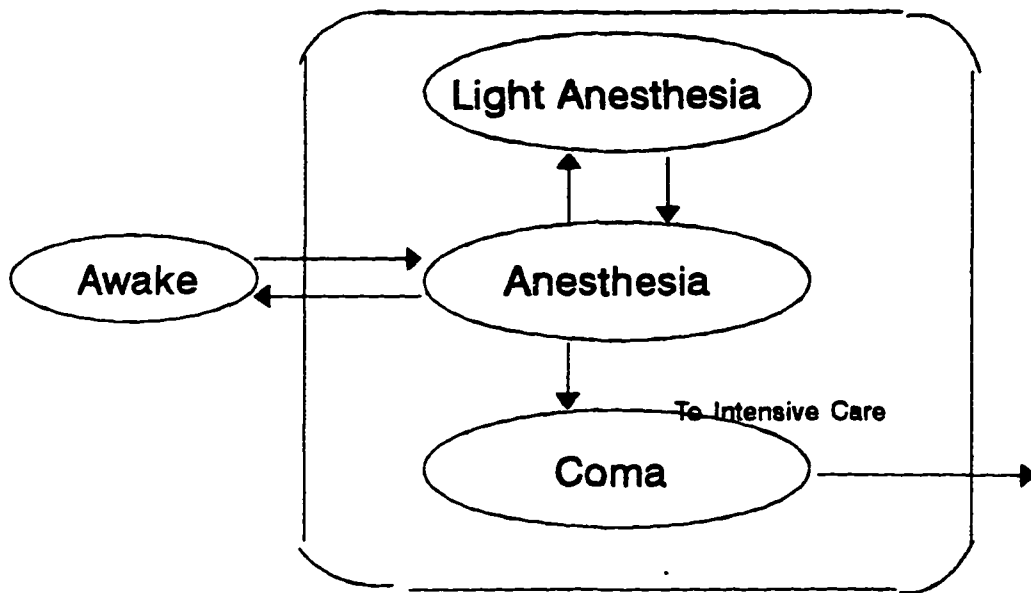 Light Anesthesia
Awake
Anesthesia
To Intensive Care
Coma